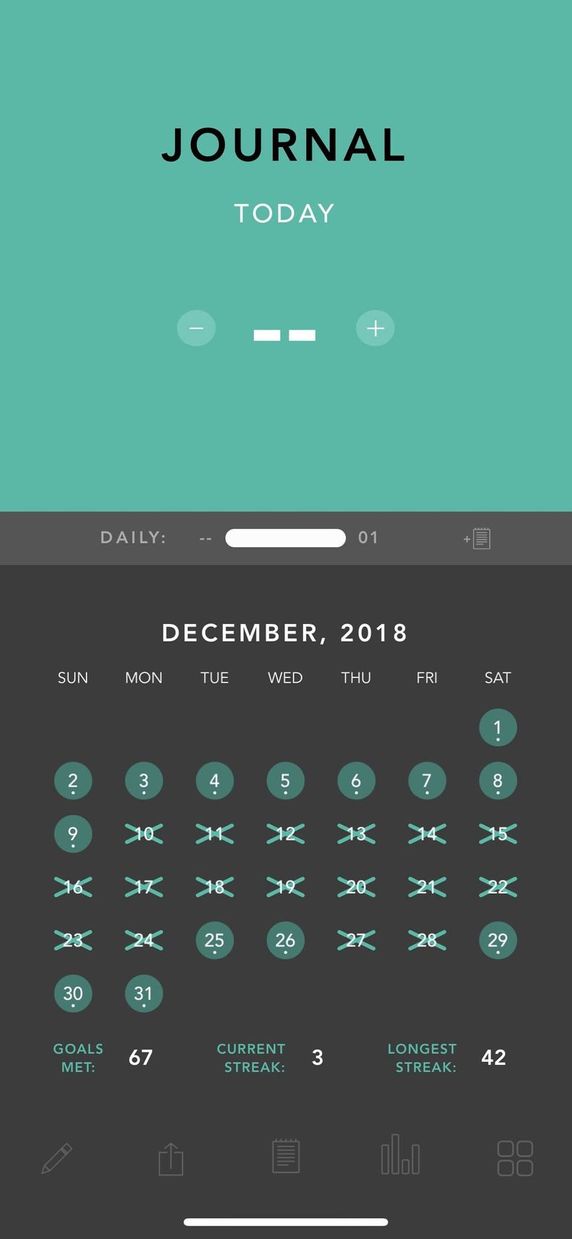 JOURNAL
TODAY
− -- +
DAILY: -- 01 +
DECEMBER, 2018
SUN MON TUE WED THU FRI SAT
1
2 3 4 5 6 7 8
9 10 11 12 13 14 15
16 17 18 19 20 21 22
23 24 25 26 27 28 29
30 31
GOALS MET: 67 CURRENT STREAK: 3 LONGEST STREAK: 42